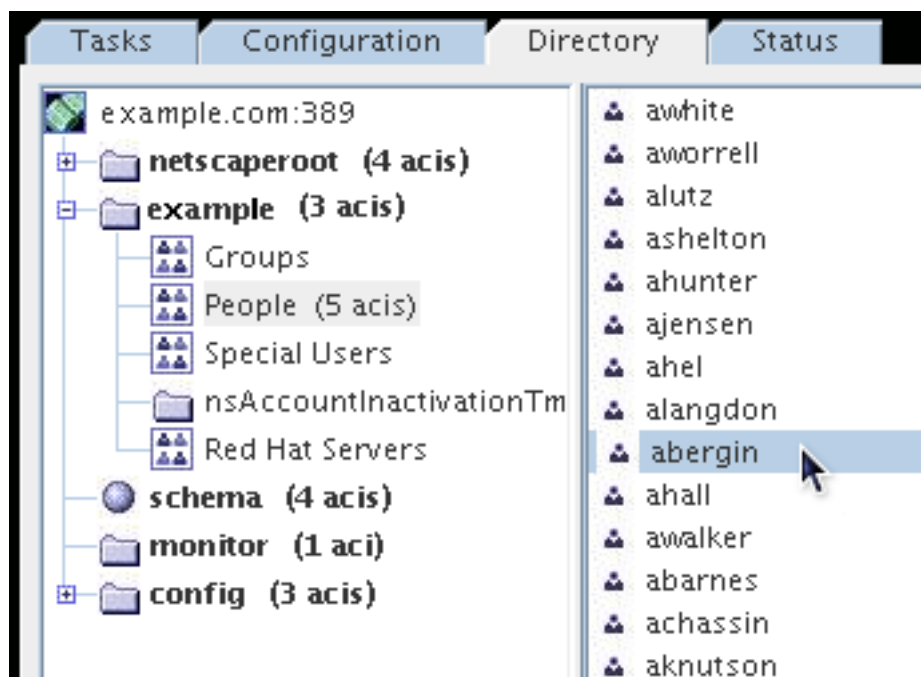 Tasks
Configuration
Directory
Status
example.com:389
netscaperoot (4 acis)
example (3 acis)
Groups
People (5 acis)
Special Users
nsAccountInactivationTm
Red Hat Servers
schema (4 acis)
monitor (1 aci)
config (3 acis)
awhite
aworrell
alutz
ashelton
ahunter
ajensen
ahel
alangdon
abergin
ahall
awalker
abarnes
achassin
aknutson